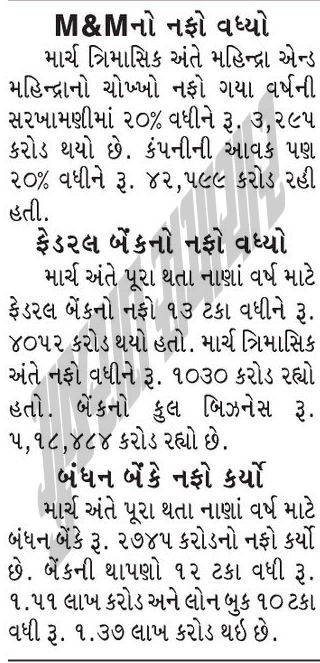 M&Mનો નફો વધ્યો
માર્ચ ત્રિમાસિક અંતે મહિન્દ્રા એન્ડ
મહિન્દ્રાનો ચોખ્ખો નફો ગયા વર્ષની
સરખામણીમાં ૨૦% વધીને રૂ. ૩,૨૯૫
કરોડ થયો છે. કંપનીની આવક પણ
૨૦% વધીને રૂ. ૪૨,૫૯૯ કરોડ રહી
હતી.
ફેડરલ બેંકનો નફો વધ્યો
માર્ચ અંતે પૂરા થતા નાણાં વર્ષ માટે
ફેડરલ બેંકનો નફો ૧૩ ટકા વધીને રૂ.
૪૦૫૨ કરોડ થયો હતો. માર્ચ ત્રિમાસિક
અંતે નફો વધીને રૂ. ૧૦૩૦ કરોડ રહ્યો
હતો. બેંકનો કુલ બિઝનેસ રૂ.
૫,૧૮,૪૮૪ કરોડ રહ્યો છે.
બંધન બેંકે નફો કર્યો
માર્ચ અંતે પૂરા થતા નાણાં વર્ષ માટે
બંધન બેંકે રૂ. ૨૭૪૫ કરોડનો નફો કર્યો
છે. બેંકની થાપણો ૧૨ ટકા વધી રૂ.
૧.૫૧ લાખ કરોડ અને લોન બુક ૧૦ ટકા
વધી રૂ. ૧.૩૭ લાખ કરોડ થઇ છે.